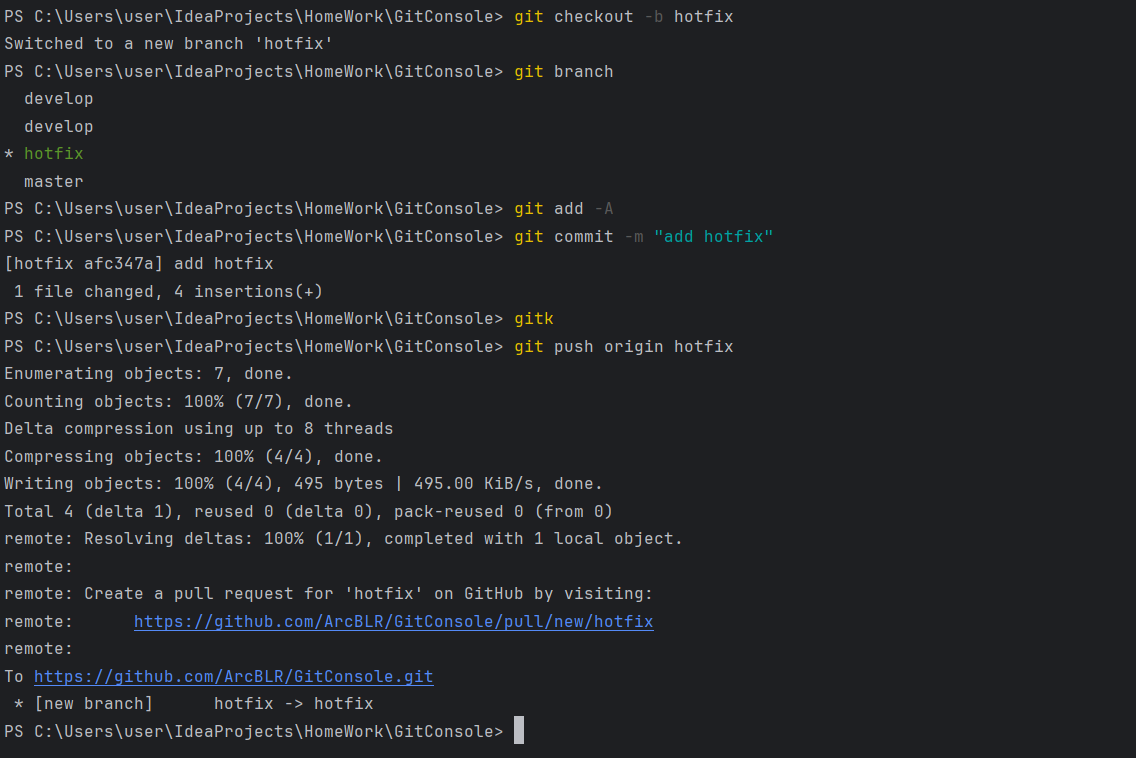 PS C:\Users\user\IdeaProjects\HomeWork\GitConsole> git checkout -b hotfix
Switched to a new branch 'hotfix'
PS C:\Users\user\IdeaProjects\HomeWork\GitConsole> git branch
  develop
  develop
* hotfix
  master
PS C:\Users\user\IdeaProjects\HomeWork\GitConsole> git add -A
PS C:\Users\user\IdeaProjects\HomeWork\GitConsole> git commit -m "add hotfix"
[hotfix afc347a] add hotfix
 1 file changed, 4 insertions(+)
PS C:\Users\user\IdeaProjects\HomeWork\GitConsole> gitk
PS C:\Users\user\IdeaProjects\HomeWork\GitConsole> git push origin hotfix
Enumerating objects: 7, done.
Counting objects: 100% (7/7), done.
Delta compression using up to 8 threads
Compressing objects: 100% (4/4), done.
Writing objects: 100% (4/4), 495 bytes | 495.00 KiB/s, done.
Total 4 (delta 1), reused 0 (delta 0), pack-reused 0 (from 0)
remote: Resolving deltas: 100% (1/1), completed with 1 local object.
remote:
remote: Create a pull request for 'hotfix' on GitHub by visiting:
remote:      https://github.com/ArcBLR/GitConsole/pull/new/hotfix
remote:
To https://github.com/ArcBLR/GitConsole.git
 * [new branch]      hotfix -> hotfix
PS C:\Users\user\IdeaProjects\HomeWork\GitConsole>